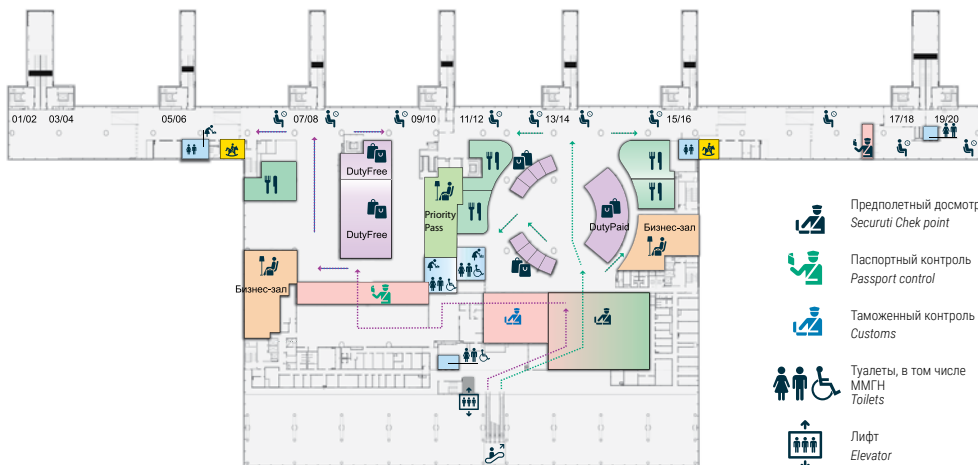 01/02
03/04
05/06
07/08
09/10
11/12
13/14
15/16
17/18
19/20
DutyFree
DutyFree
Priority
Pass
DutyPaid
Бизнес-зал
Бизнес-зал
Предполетный досмотр
Securuti Chek point
Паспортный контроль
Passport control
Таможенный контроль
Customs
Туалеты, в том числе
ММГН
Toilets
Лифт
Elevator